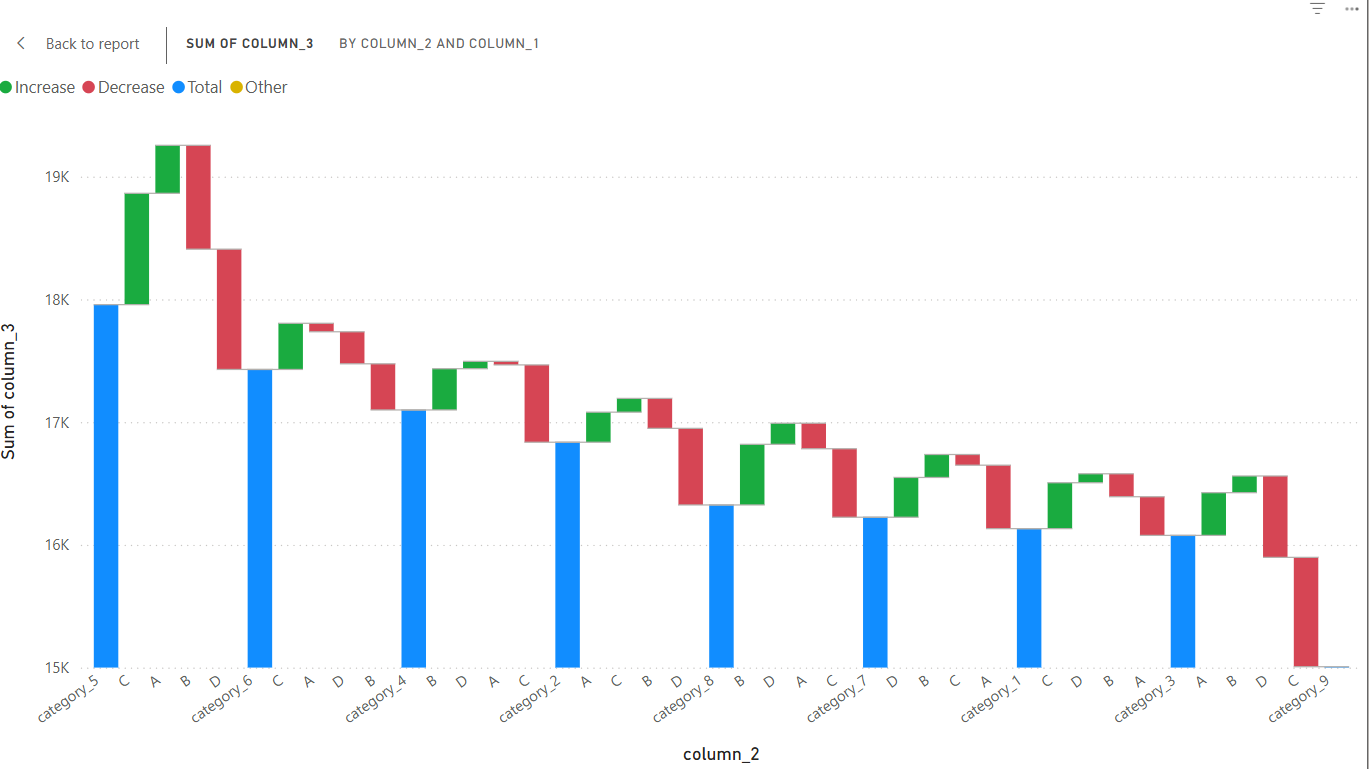 Back to report SUM OF COLUMN_3 BY COLUMN_2 AND COLUMN_1
Increase Decrease Total Other
Sum of column_3
19K
18K
17K
16K
15K
category_5 C A B D category_6 C A D B category_4 B D A C category_2 A C B D category_8 B D A C category_7 D B C A category_1 C D B A category_3 A B D C category_9
column_2